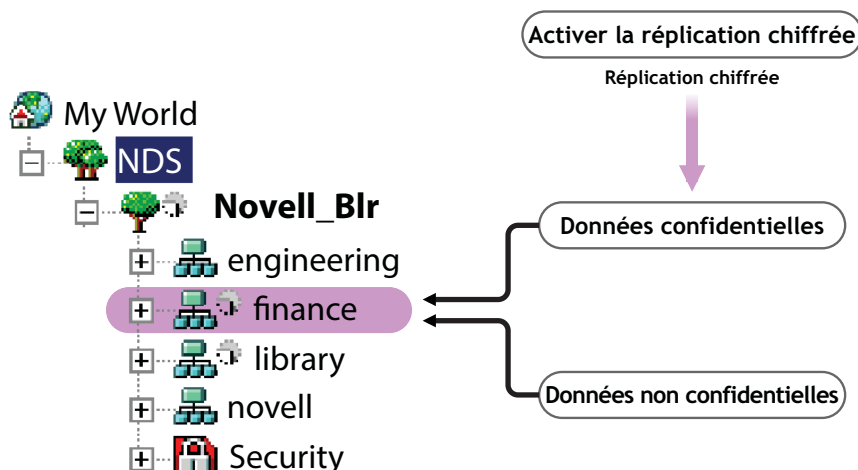 Activer la réplication chiffrée
Réplication chiffrée
My World
NDS
Novell_Blr
Données confidentielles
engineering
finance
library
Données non confidentielles
novell
Security